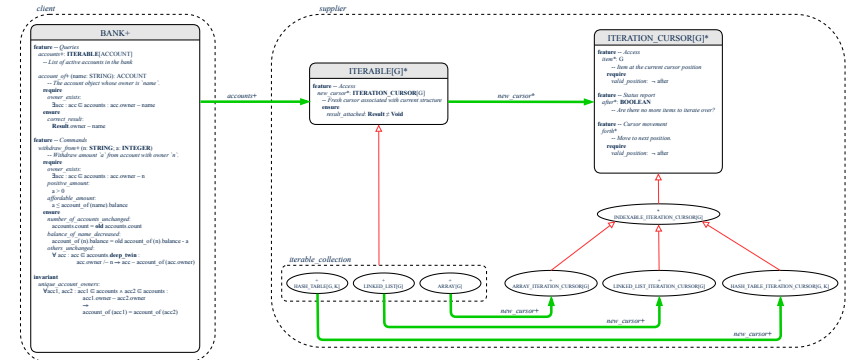 client
BANK+
feature -- Queries
accounts+: ITERABLE[ACCOUNT]
-- List of active accounts in the bank
account_of+ (name: STRING): ACCOUNT
-- The account object whose owner is `name'.
require
owner_exists:
∃acc : acc ∈ accounts : acc.owner ~ name
ensure
correct_result:
Result.owner ~ name
feature -- Commands
withdraw_from+ (n: STRING, a: INTEGER)
-- Withdraw amount `a' from account with owner `n'.
require
owner_exists:
∃acc : acc ∈ accounts : acc.owner ~ n
positive_amount:
a > 0
affordable_amount:
a ≤ account_of (name).balance
ensure
number_of_accounts_unchanged:
accounts.count = old accounts.count
balance_of_name_decreased:
account_of (n).balance = old account_of (n).balance - a
others_unchanged:
∀ acc : acc ∈ accounts deep_twin :
acc.owner /~ n → acc ~ account_of (acc.owner)
invariant
unique_account_owners:
∀acc1, acc2 : acc1 ∈ accounts ∧ acc2 ∈ accounts :
acc1.owner ~ acc2.owner
→
account_of (acc1) = account_of (acc2)
accounts+
supplier
ITERABLE[G]*
feature -- Access
new_cursor*: ITERATION_CURSOR[G]
-- Fresh cursor associated with current structure
ensure
result_attached: Result ≠ Void
new_cursor*
ITERATION_CURSOR[G]*
feature -- Access
item*: G
-- Item at the current cursor position
require
valid_position: ¬ after
feature -- Status report
after*: BOOLEAN
-- Are there no more items to iterate over?
feature -- Cursor movement
forth*
-- Move to next position.
require
valid_position: ¬ after
*
INDEXABLE_ITERATION_CURSOR[G]
iterable_collection
+
HASH_TABLE[G, K]
+
LINKED_LIST[G]
+
ARRAY[G]
+
ARRAY_ITERATION_CURSOR[G]
+
LINKED_LIST_ITERATION_CURSOR[G]
+
HASH_TABLE_ITERATION_CURSOR[G, K]
new_cursor+
new_cursor+
new_cursor+